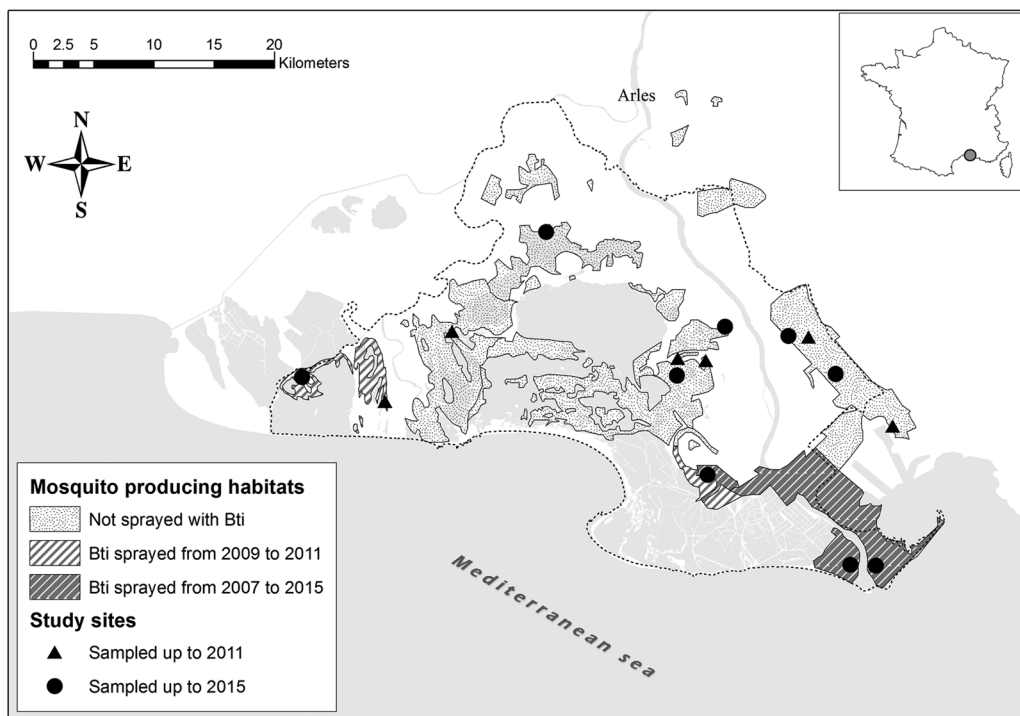 0 2.5 5 10 15 20
Kilometers
Arles
N
W E
S
Mosquito producing habitats
Not sprayed with Bti
Bti sprayed from 2009 to 2011
Bti sprayed from 2007 to 2015
Study sites
Sampled up to 2011
Sampled up to 2015
Mediterranean sea